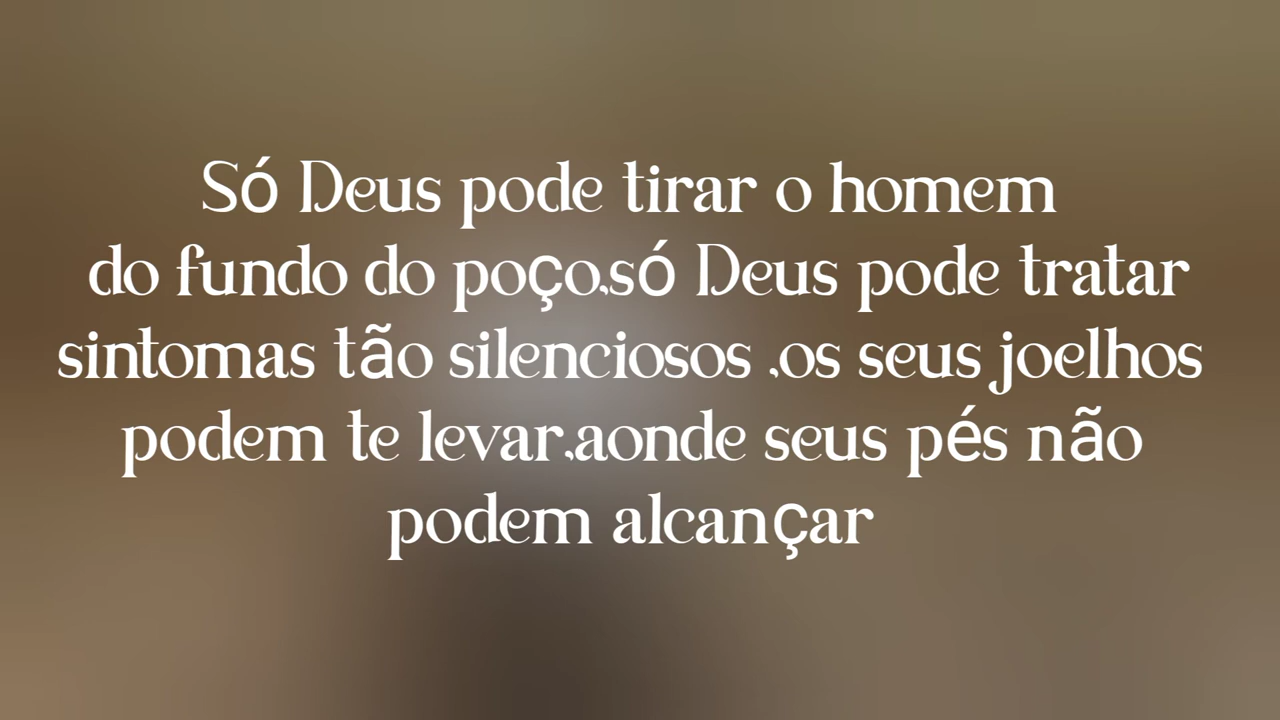 Só Deus pode tirar o homem
do fundo do poço,só Deus pode tratar
sintomas tão silenciosos ,os seus joelhos
podem te levar,aonde seus pés não
podem alcançar